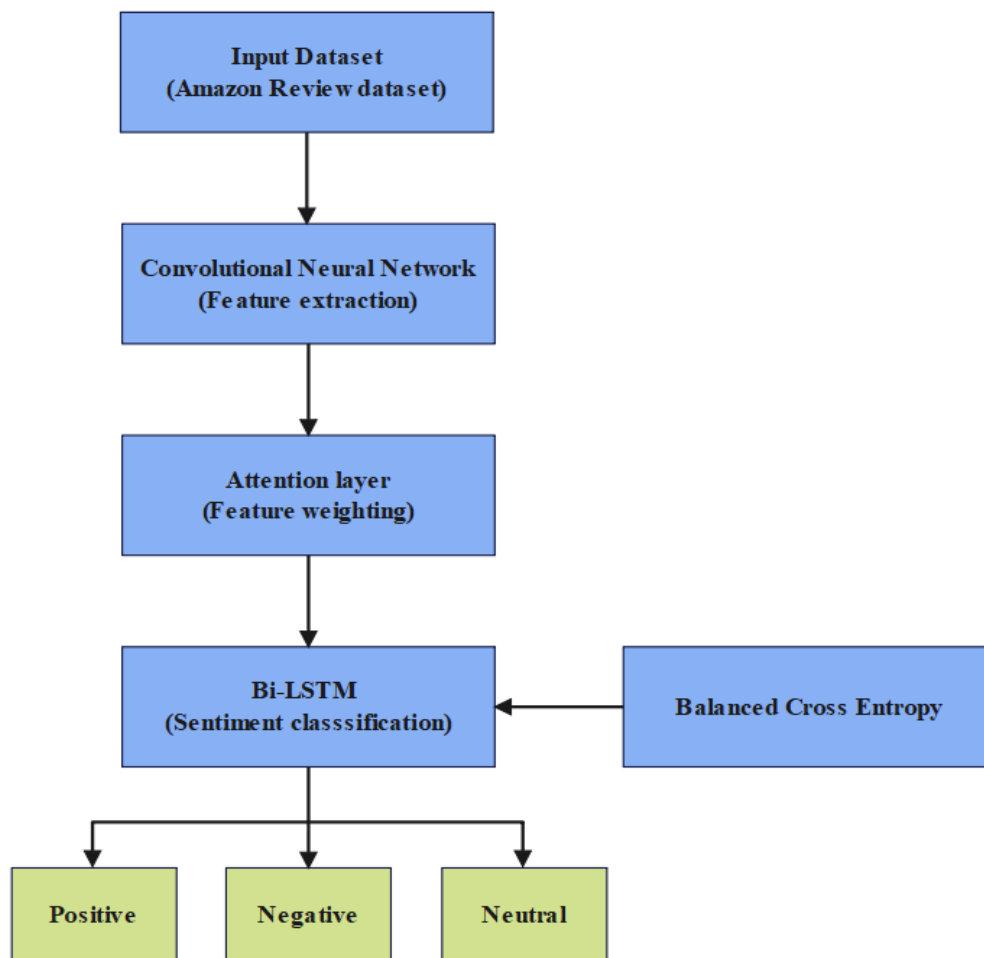 Input Dataset
(Amazon Review dataset)
Convolutional Neural Network
(Feature extraction)
Attention layer
(Feature weighting)
Bi-LSTM
(Sentiment classsification)
Balanced Cross Entropy
Positive
Negative
Neutral